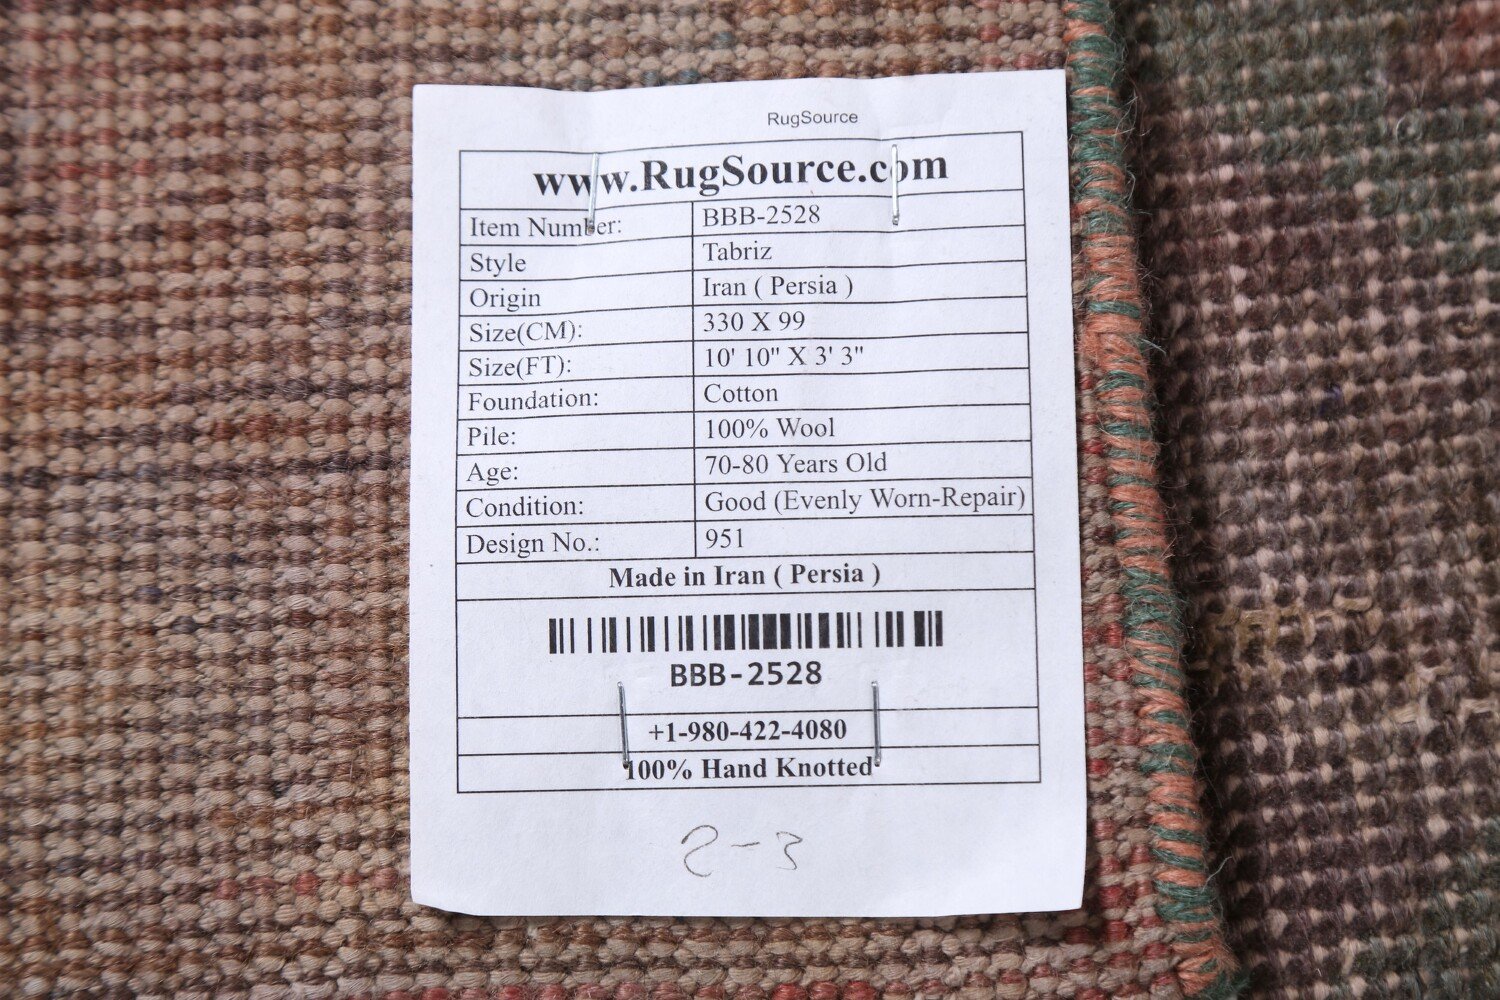 RugSource
www.RugSource.com
Item Number: BBB-2528
Style Tabriz
Origin Iran ( Persia )
Size(CM): 330 X 99
Size(FT): 10' 10" X 3' 3"
Foundation: Cotton
Pile: 100% Wool
Age: 70-80 Years Old
Condition: Good (Evenly Worn-Repair)
Design No.: 951
Made in Iran ( Persia )
BBB-2528
+1-980-422-4080
100% Hand Knotted
2-3